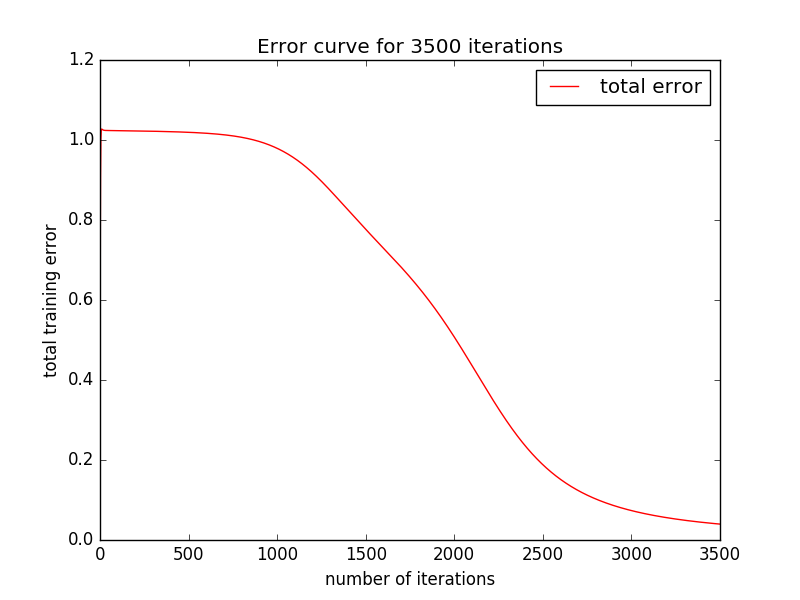 Error curve for 3500 iterations
total error
total training error
1.2
1.0
0.8
0.6
0.4
0.2
0.0
0 500 1000 1500 2000 2500 3000 3500
number of iterations